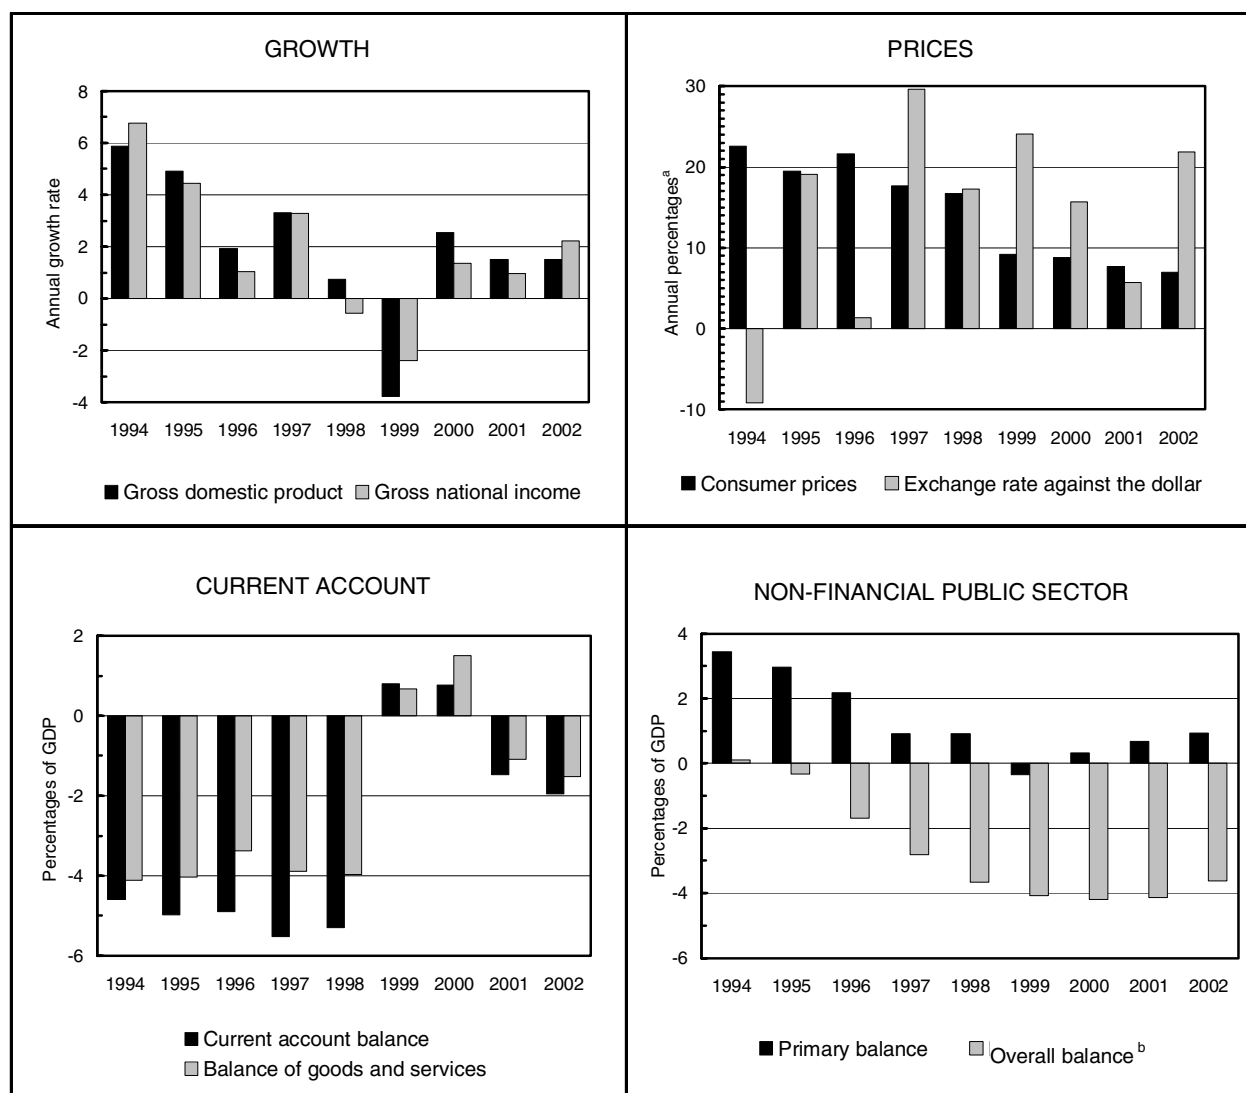 GROWTH
Annual growth rate
8
6
4
2
0
-2
-4
1994 1995 1996 1997 1998 1999 2000 2001 2002
Gross domestic product Gross national income
PRICES
Annual percentages a
30
20
10
0
-10
1994 1995 1996 1997 1998 1999 2000 2001 2002
Consumer prices Exchange rate against the dollar
CURRENT ACCOUNT
Percentages of GDP
2
0
-2
-4
-6
1994 1995 1996 1997 1998 1999 2000 2001 2002
Current account balance
Balance of goods and services
NON-FINANCIAL PUBLIC SECTOR
Percentages of GDP
4
2
0
-2
-4
-6
1994 1995 1996 1997 1998 1999 2000 2001 2002
Primary balance Overall balance b